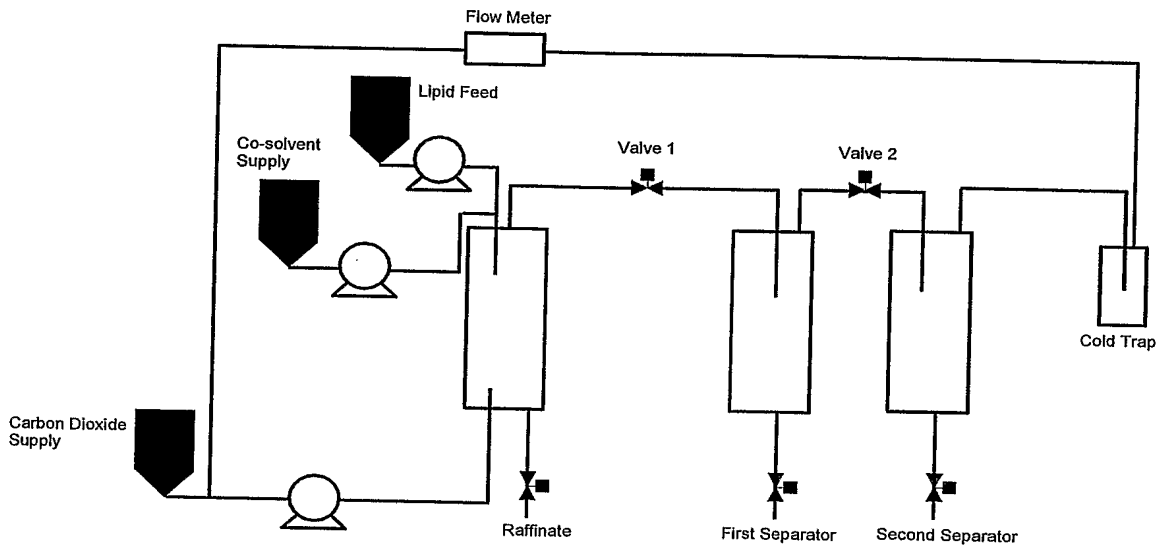 Flow Meter
Lipid Feed
Co-solvent
Supply
Valve 1
Valve 2
Cold Trap
Carbon Dioxide
Supply
Raffinate
First Separator
Second Separator